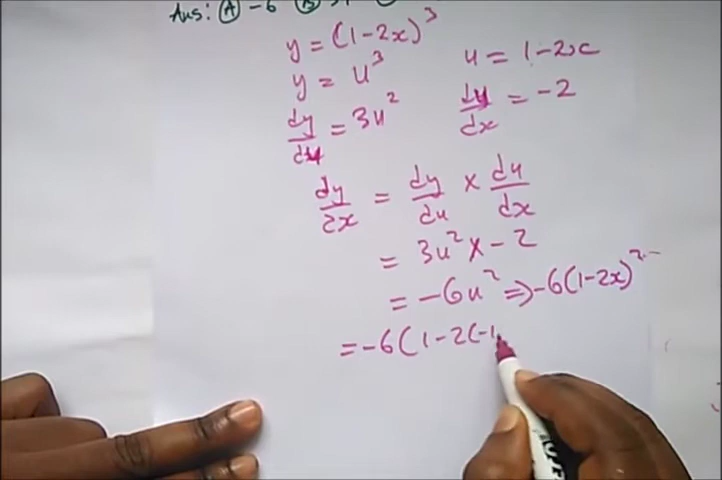 Ans: Ⓐ -6 Ⓑ
y = (1-2x)³
y = u³ u = 1-2x
dy/du = 3u² du/dx = -2
dy/dx = dy/du × du/dx
= 3u² × -2
= -6u² => -6(1-2x)²
= -6(1-2(-1